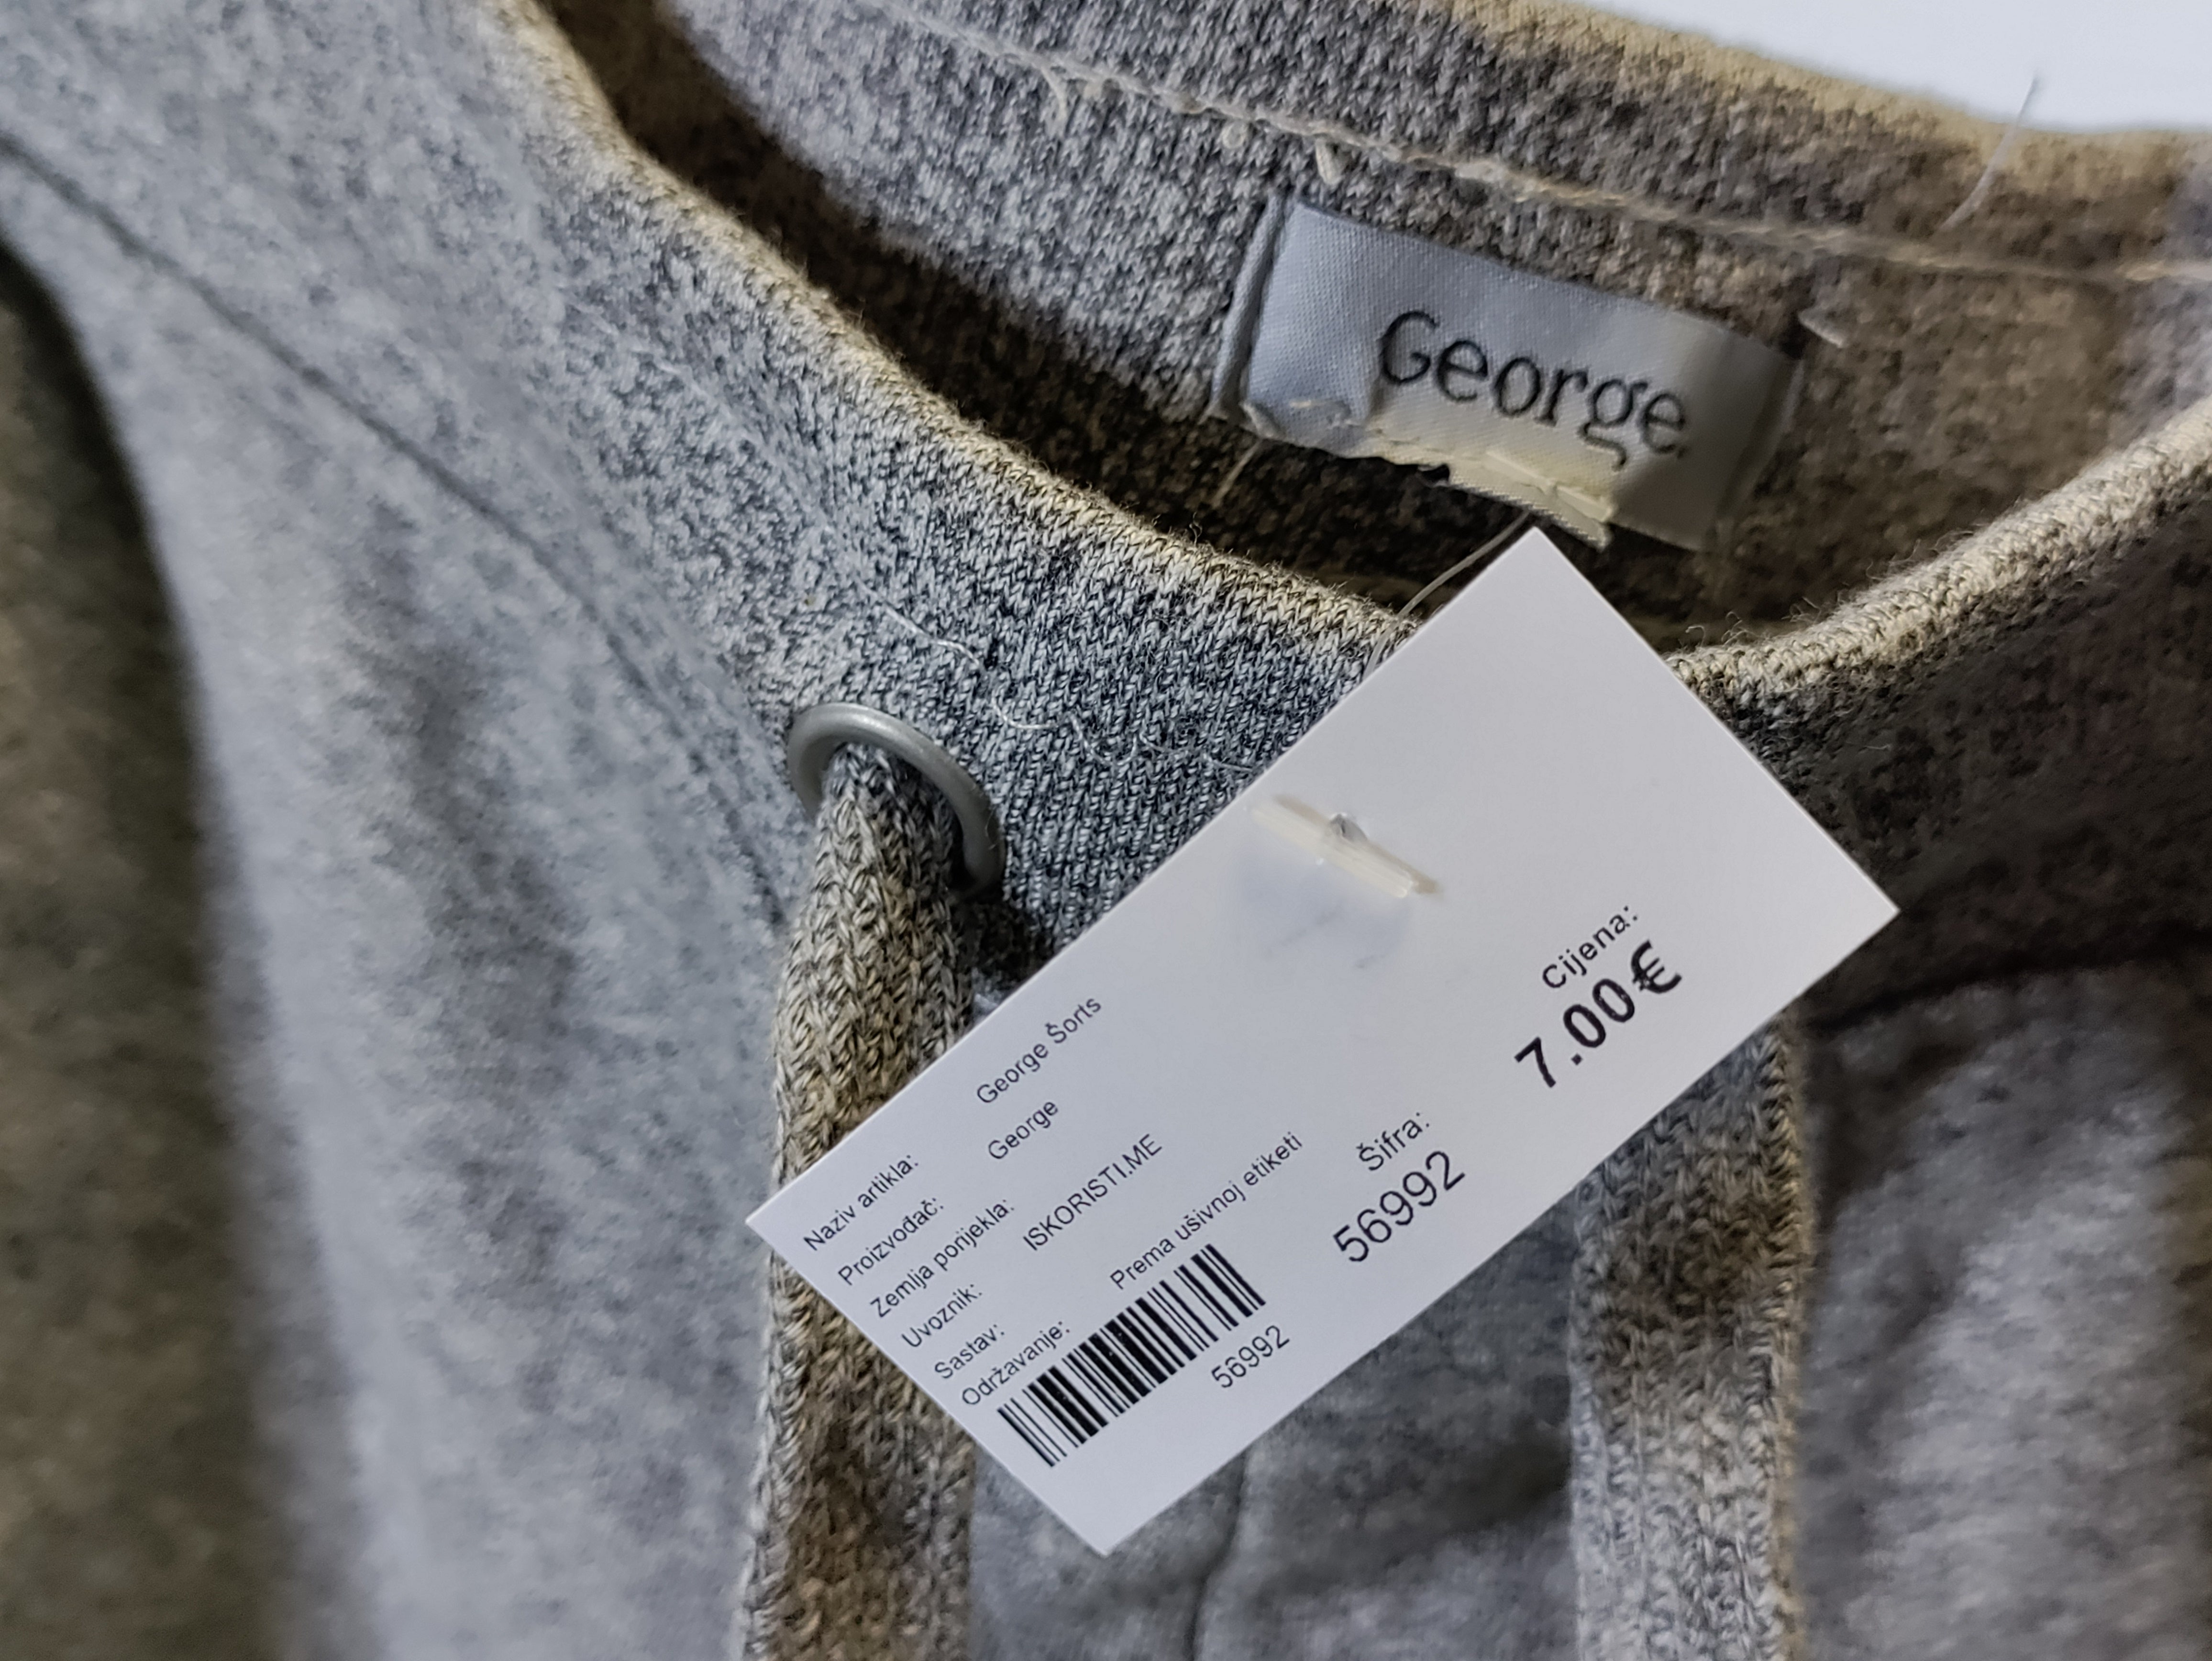 George
Naziv artikla: George Šorts
Proizvođač: George
Zemlja porijekla:
Uvoznik: ISKORISTI.ME
Sastav:
Održavanje: Prema ušivnoj etiketi
56992
Šifra:
56992
Cijena:
7.00€